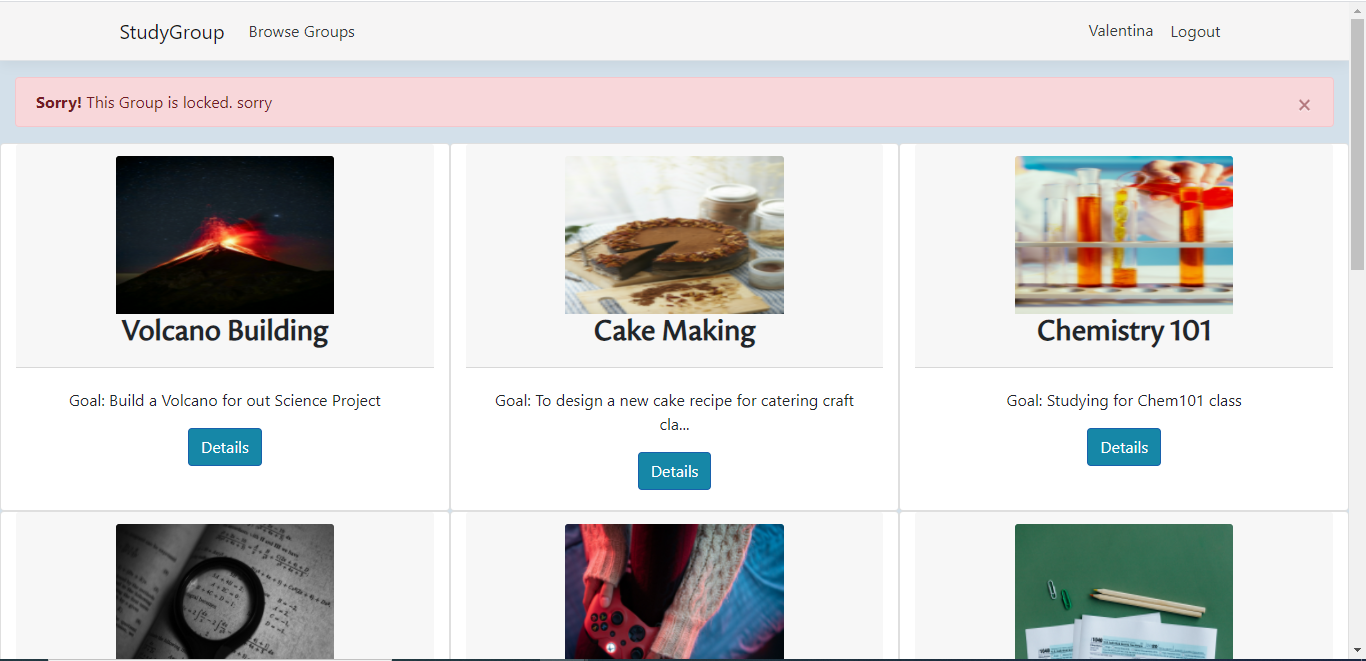 StudyGroup Browse Groups Valentina Logout
Sorry! This Group is locked. sorry ×
Volcano Building
Goal: Build a Volcano for out Science Project
Details
Cake Making
Goal: To design a new cake recipe for catering craft
cla...
Details
Chemistry 101
Goal: Studying for Chem101 class
Details